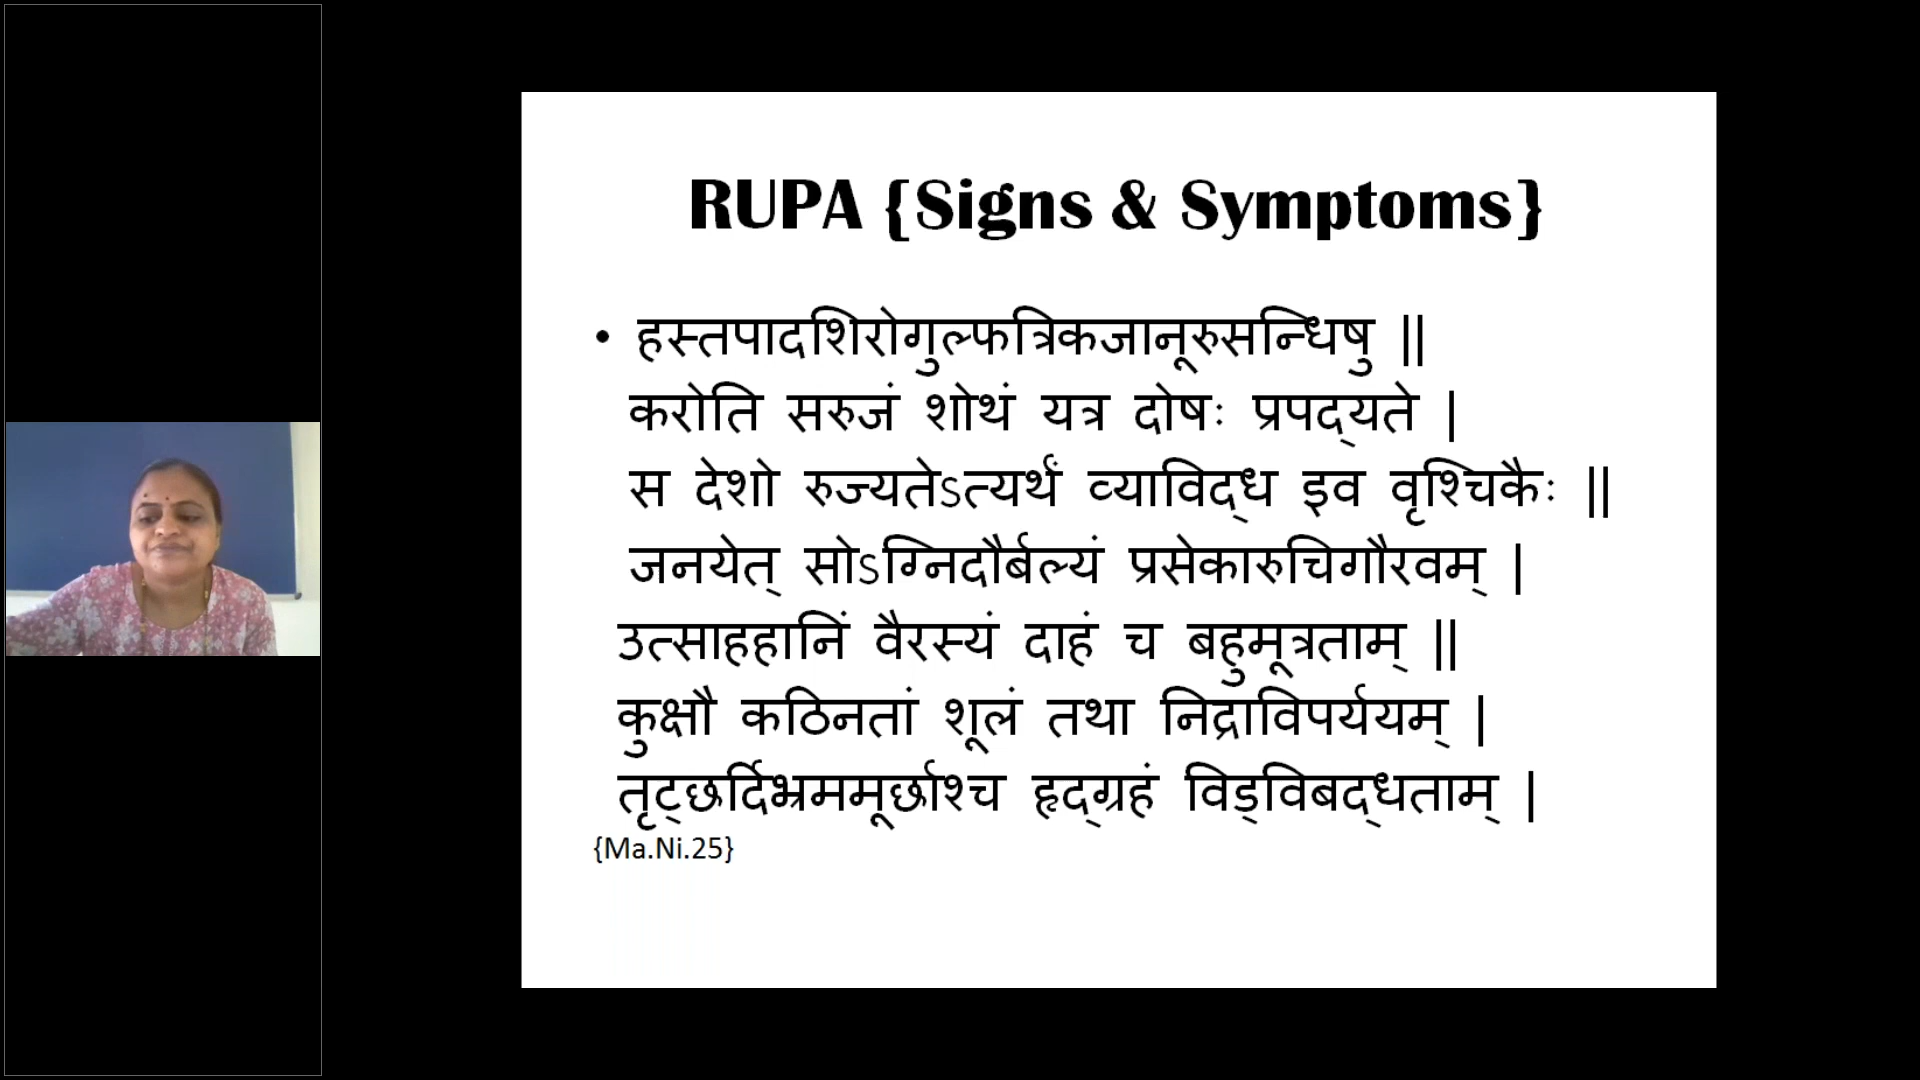 RUPA {Signs & Symptoms}
• हस्तपादशिरोगुल्फत्रिकजानूरुसन्धिषु ||
करोति सरुजं शोथं यत्र दोषः प्रपद्यते |
स देशो रुज्यतेऽत्यर्थं व्याविद्ध इव वृश्चिकैः ||
जनयेत् सोऽग्निदौर्बल्यं प्रसेकारुचिगौरवम् |
उत्साहहानिं वैरस्यं दाहं च बहुमूत्रताम् ||
कुक्षौ कठिनतां शूलं तथा निद्राविपर्ययम् |
तृट्छर्दिभ्रममूर्छाश्च हृद्ग्रहं विड्विबद्धताम् |
{Ma.Ni.25}